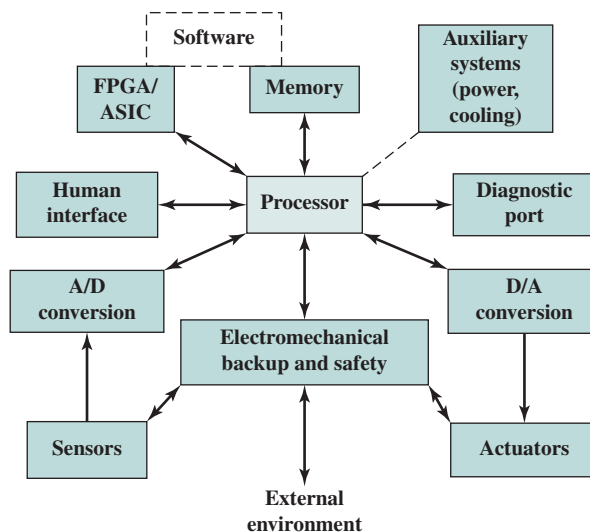 Software
Auxiliary
systems
(power,
cooling)
FPGA/
ASIC
Memory
Human
interface
Processor
Diagnostic
port
A/D
conversion
D/A
conversion
Electromechanical
backup and safety
Sensors
Actuators
External
environment